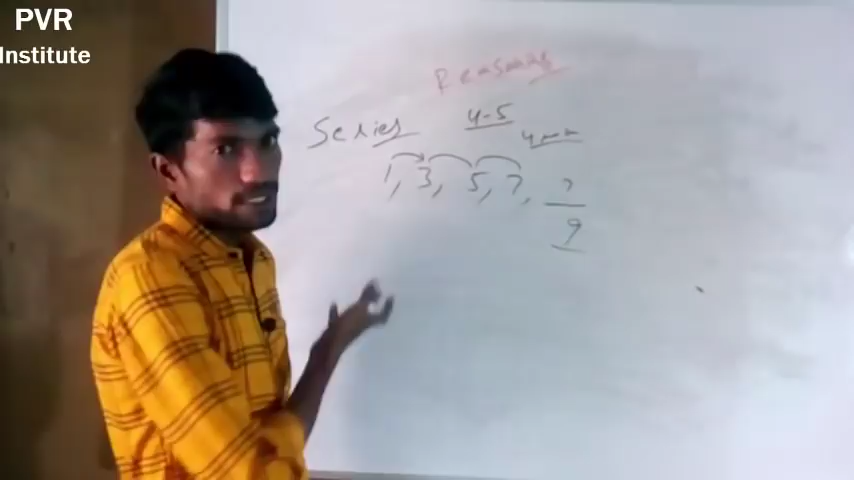 PVR
Institute
Reasoning
Series 4-5
1, 3, 5, 7, ?
9